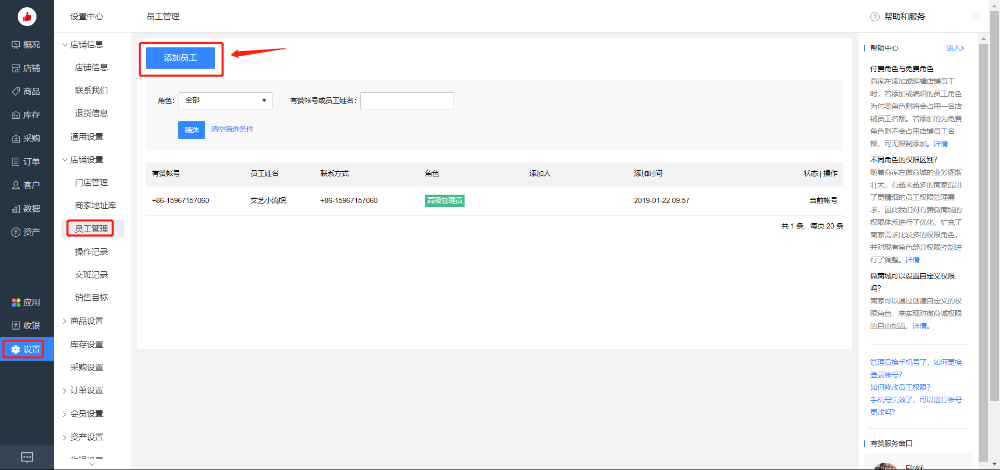 概况
店铺
商品
库存
采购
订单
客户
数据
资产
应用
收银
设置
设置中心
店铺信息
店铺信息
联系我们
退货信息
通用设置
店铺设置
门店管理
商家地址库
员工管理
操作记录
交班记录
销售目标
商品设置
库存设置
采购设置
订单设置
会员设置
资产设置
员工管理
添加员工
角色： 全部 有赞帐号或员工姓名：
筛选 清空筛选条件
有赞帐号 员工姓名 联系方式 角色 添加人 添加时间 状态 | 操作
+86-15967157060 文艺小流氓 +86-15967157060 高级管理员 2019-01-22 09:57 当前帐号
共 1 条，每页 20 条
? 帮助和服务
帮助中心 进入>
付费角色与免费角色
商家在添加或编辑店铺员工
时，若添加或编辑的员工角色
为付费角色则将会占用一名店
铺员工名额。若添加的为免费
角色则不会占用店铺员工名
额，可无限制添加。详情
不同角色的权限区别？
随着商家在微商城的业务逐渐
壮大，有越来越多的商家提出
了更精细的员工权限管理需
求，因此我们对有赞微商城的
权限体系进行了优化，扩充了
商家需求比较多的权限角色，
并对现有角色部分权限控制进
行了调整。详情
微商城可以设置自定义权限
吗？
商家可以通过创建自定义的权
限角色，来实现对微商城权限
的自由配置，详情。
管理员换手机号了，如何更换
登录帐号？
如何修改员工权限？
手机号失效了，可以进行帐号
更改吗？
有赞服务窗口